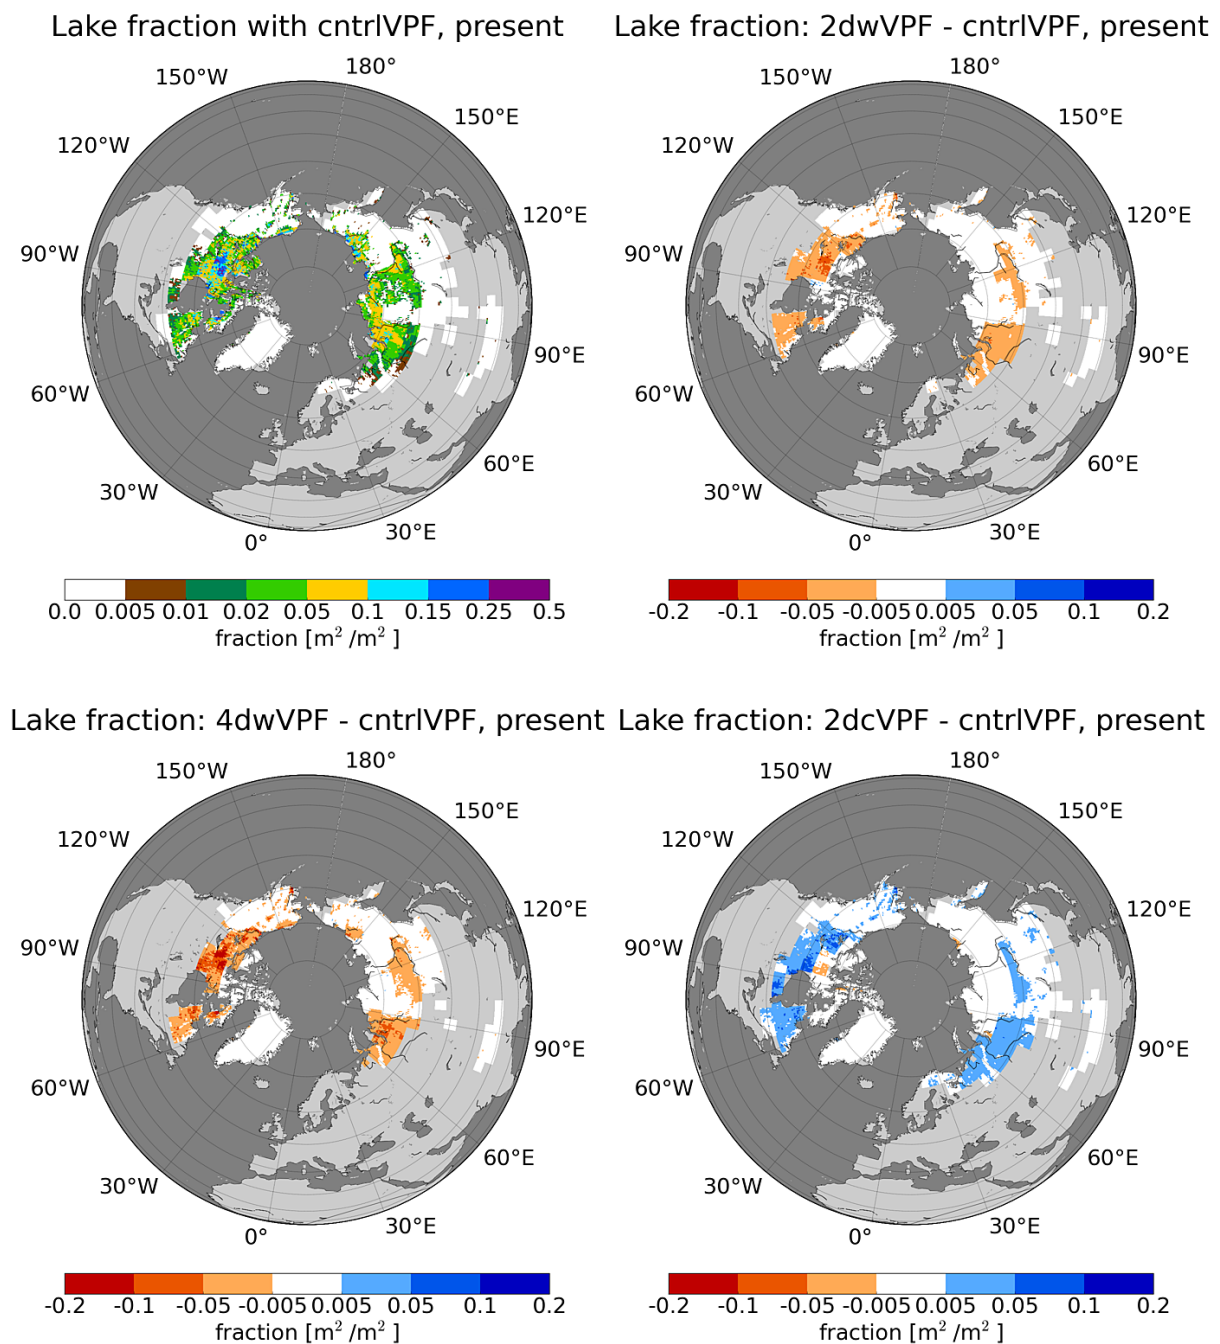 Lake fraction with cntrlVPF, present
180°
150°W
150°E
120°W
120°E
90°W
90°E
60°W
60°E
30°W
30°E
0°
0.0 0.005 0.01 0.02 0.05 0.1 0.15 0.25 0.5
fraction [m² /m² ]
Lake fraction: 2dwVPF - cntrlVPF, present
180°
150°W
150°E
120°W
120°E
90°W
90°E
60°W
60°E
30°W
30°E
0°
-0.2 -0.1 -0.05 -0.005 0.005 0.05 0.1 0.2
fraction [m² /m² ]
Lake fraction: 4dwVPF - cntrlVPF, present
180°
150°W
150°E
120°W
120°E
90°W
90°E
60°W
60°E
30°W
30°E
0°
-0.2 -0.1 -0.05 -0.005 0.005 0.05 0.1 0.2
fraction [m² /m² ]
Lake fraction: 2dcVPF - cntrlVPF, present
180°
150°W
150°E
120°W
120°E
90°W
90°E
60°W
60°E
30°W
30°E
0°
-0.2 -0.1 -0.05 -0.005 0.005 0.05 0.1 0.2
fraction [m² /m² ]